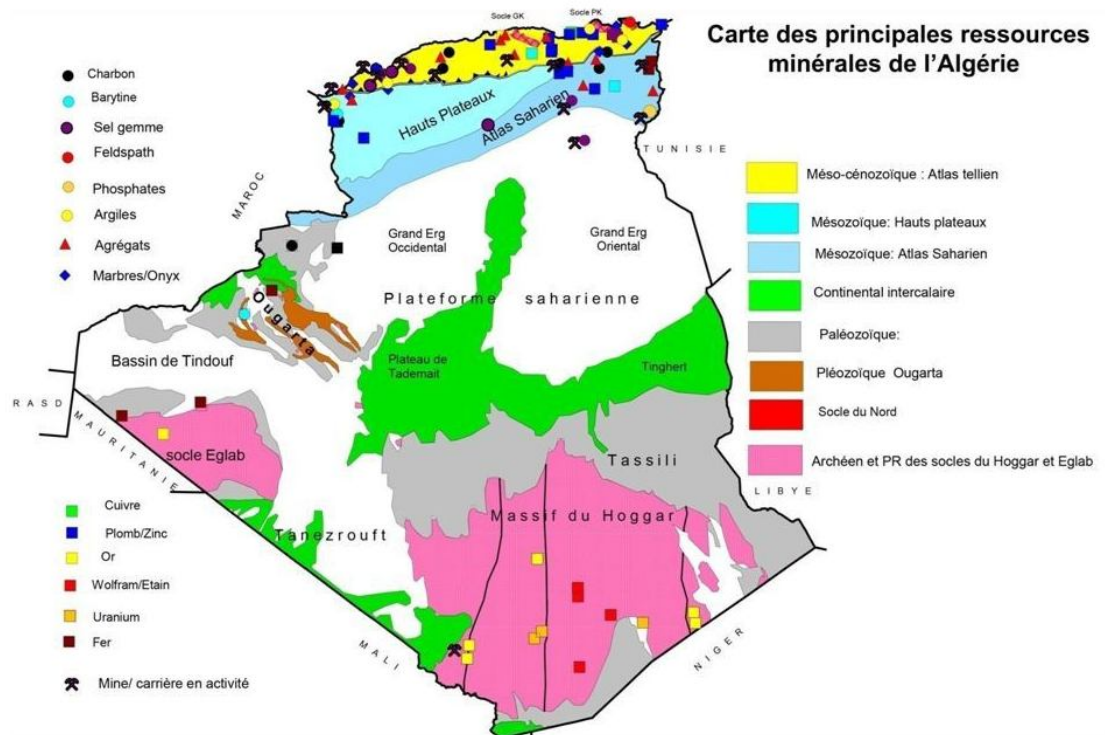 Carte des principales ressources
minérales de l'Algérie
Socle GK
Socle PK
Charbon
Barytine
Sel gemme
Feldspath
Phosphates
Argiles
Agrégats
Marbres/Onyx
Hauts Plateaux
Atlas Saharien
TUNISIE
MAROC
Grand Erg
Occidental
Grand Erg
Oriental
Plateforme saharienne
Ougarta
Bassin de Tindouf
Plateau de
Tademait
Tingherl
RASD
MAURITANIE
socle Eglab
Tassili
LIBYE
Massif du Hoggar
Tanezrouft
MALI
NIGER
Méso-cénozoïque : Atlas tellien
Mésozoïque: Hauts plateaux
Mésozoïque: Atlas Saharien
Continental intercalaire
Paléozoïque:
Pléozoïque Ougarta
Socle du Nord
Archéen et PR des socles du Hoggar et Eglab
Cuivre
Plomb/Zinc
Or
Wolfram/Etain
Uranium
Fer
Mine/ carrière en activité